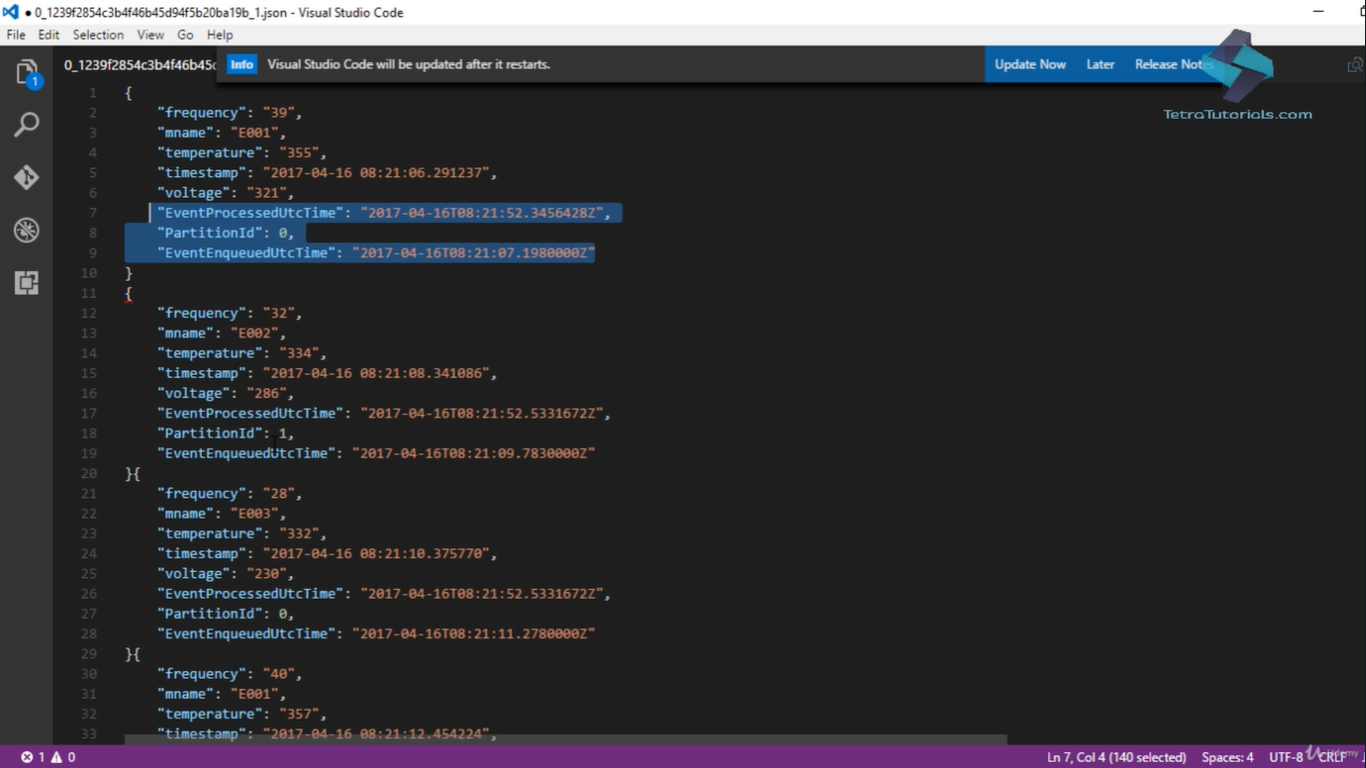 ● 0_1239f2854c3b4f46b45d94f5b20ba19b_1.json - Visual Studio Code
File Edit Selection View Go Help
0_1239f2854c3b4f46b45c
Info Visual Studio Code will be updated after it restarts. Update Now Later Release Notes
TetraTutorials.com
1
1 {
2 "frequency": "39",
3 "mname": "E001",
4 "temperature": "355",
5 "timestamp": "2017-04-16 08:21:06.291237",
6 "voltage": "321",
7 "EventProcessedUtcTime": "2017-04-16T08:21:52.3456428Z",
8 "PartitionId": 0,
9 "EventEnqueuedUtcTime": "2017-04-16T08:21:07.1980000Z"
10 }
11 {
12 "frequency": "32",
13 "mname": "E002",
14 "temperature": "334",
15 "timestamp": "2017-04-16 08:21:08.341086",
16 "voltage": "286",
17 "EventProcessedUtcTime": "2017-04-16T08:21:52.5331672Z",
18 "PartitionId": 1,
19 "EventEnqueuedUtcTime": "2017-04-16T08:21:09.7830000Z"
20 }{
21 "frequency": "28",
22 "mname": "E003",
23 "temperature": "332",
24 "timestamp": "2017-04-16 08:21:10.375770",
25 "voltage": "230",
26 "EventProcessedUtcTime": "2017-04-16T08:21:52.5331672Z",
27 "PartitionId": 0,
28 "EventEnqueuedUtcTime": "2017-04-16T08:21:11.2780000Z"
29 }{
30 "frequency": "40",
31 "mname": "E001",
32 "temperature": "357",
33 "timestamp": "2017-04-16 08:21:12.454224",
1 0 Ln 7, Col 4 (140 selected) Spaces: 4 UTF-8 CRLF
Udemy